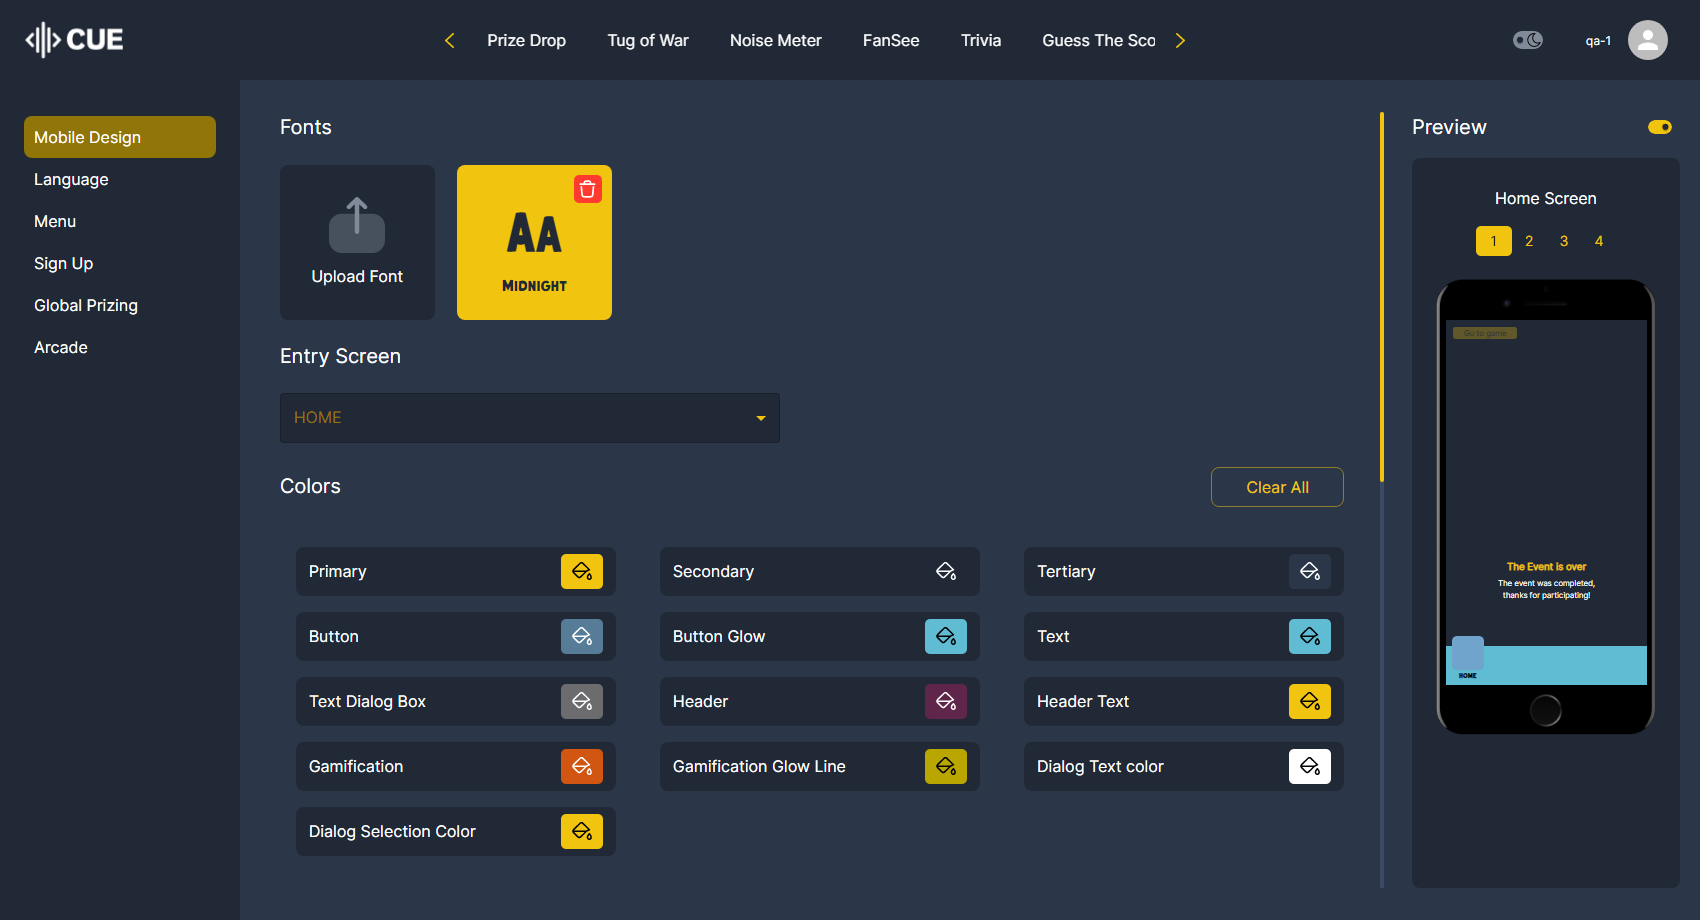 CUE
Prize Drop
Tug of War
Noise Meter
FanSee
Trivia
Guess The Sco
qa-1
Mobile Design
Language
Menu
Sign Up
Global Prizing
Arcade
Fonts
Upload Font
AA
MIDNIGHT
Entry Screen
HOME
Colors
Clear All
Primary
Secondary
Tertiary
Button
Button Glow
Text
Text Dialog Box
Header
Header Text
Gamification
Gamification Glow Line
Dialog Text color
Dialog Selection Color
Preview
Home Screen
1 2 3 4
Go to game
The Event is over
The event was completed,
thanks for participating!
HOME